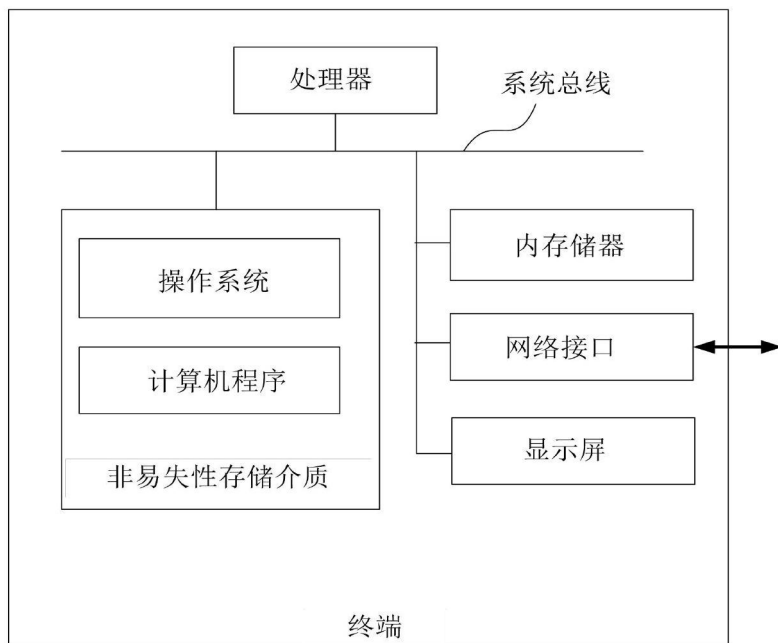 处理器
系统总线
操作系统
计算机程序
非易失性存储介质
内存储器
网络接口
显示屏
终端